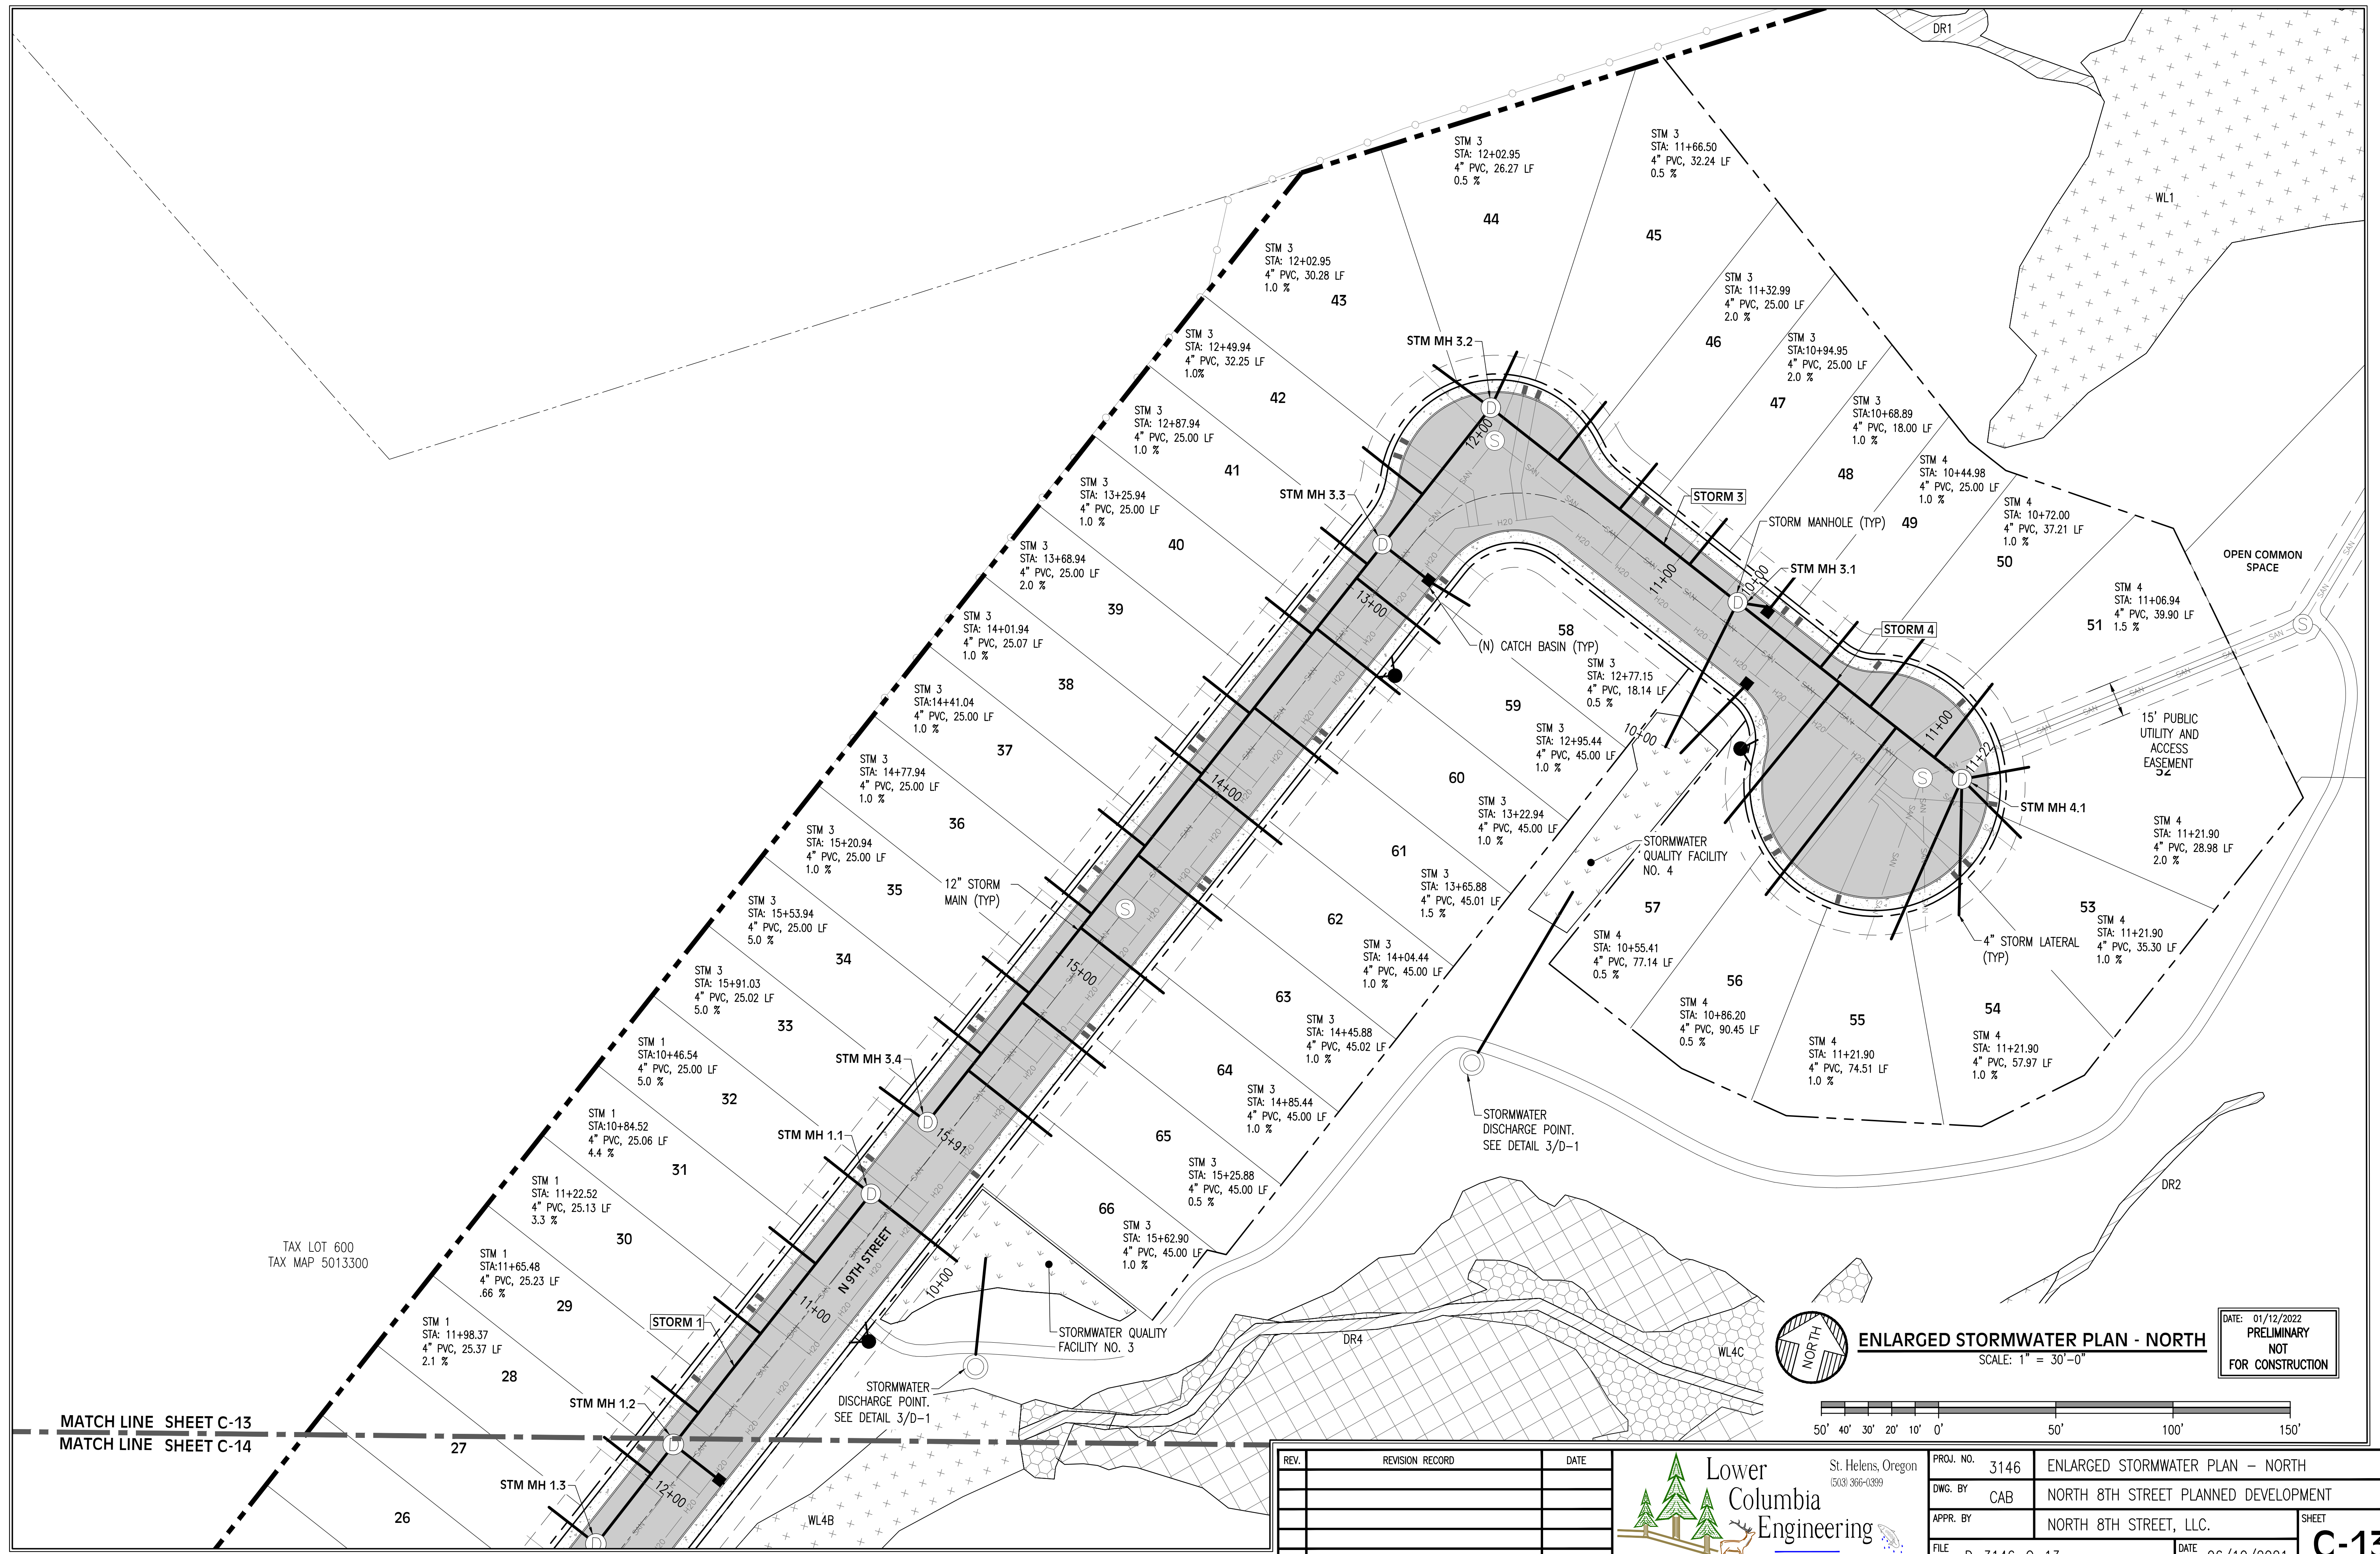 DR1
STM 3
STA: 12+02.95
4" PVC, 26.27 LF
0.5 %
44
STM 3
STA: 11+66.50
4" PVC, 32.24 LF
0.5 %
45
WL1
STM 3
STA: 12+02.95
4" PVC, 30.28 LF
1.0 %
43
STM 3
STA: 11+32.99
4" PVC, 25.00 LF
2.0 %
46
STM 3
STA: 12+49.94
4" PVC, 32.25 LF
1.0%
42
STM MH 3.2
STM 3
STA:10+94.95
4" PVC, 25.00 LF
2.0 %
47
STM 3
STA: 12+87.94
4" PVC, 25.00 LF
1.0 %
41
STM 3
STA:10+68.89
4" PVC, 18.00 LF
1.0 %
48
STM 3
STA: 13+25.94
4" PVC, 25.00 LF
1.0 %
40
STM MH 3.3
STORM 3
STM 4
STA: 10+44.98
4" PVC, 25.00 LF
1.0 %
49
STORM MANHOLE (TYP)
STM 4
STA: 10+72.00
4" PVC, 37.21 LF
1.0 %
50
STM 3
STA: 13+68.94
4" PVC, 25.00 LF
2.0 %
39
OPEN COMMON
SPACE
STM MH 3.1
STM 4
STA: 11+06.94
4" PVC, 39.90 LF
1.5 %
51
STM 3
STA: 14+01.94
4" PVC, 25.07 LF
1.0 %
38
12+00
11+00
10+00
13+00
STORM 4
58
(N) CATCH BASIN (TYP)
STM 3
STA: 12+77.15
4" PVC, 18.14 LF
0.5 %
59
STM 3
STA:14+41.04
4" PVC, 25.00 LF
1.0 %
37
STM 3
STA: 12+95.44
4" PVC, 45.00 LF
1.0 %
60
10+00
11+00
11+22
15' PUBLIC
UTILITY AND
ACCESS
EASEMENT
52
STM MH 4.1
STM 3
STA: 14+77.94
4" PVC, 25.00 LF
1.0 %
36
14+00
STM 3
STA: 13+22.94
4" PVC, 45.00 LF
1.0 %
61
STORMWATER
QUALITY FACILITY
NO. 4
STM 4
STA: 11+21.90
4" PVC, 28.98 LF
2.0 %
STM 3
STA: 15+20.94
4" PVC, 25.00 LF
1.0 %
35
12" STORM
MAIN (TYP)
STM 3
STA: 13+65.88
4" PVC, 45.01 LF
1.5 %
62
57
53
STM 4
STA: 11+21.90
4" PVC, 35.30 LF
1.0 %
STM 3
STA: 15+53.94
4" PVC, 25.00 LF
5.0 %
34
STM 3
STA: 14+04.44
4" PVC, 45.00 LF
1.0 %
63
STM 4
STA: 10+55.41
4" PVC, 77.14 LF
0.5 %
4" STORM LATERAL
(TYP)
15+00
STM 3
STA: 15+91.03
4" PVC, 25.02 LF
5.0 %
33
56
STM 4
STA: 10+86.20
4" PVC, 90.45 LF
0.5 %
STM 3
STA: 14+45.88
4" PVC, 45.02 LF
1.0 %
64
55
54
STM 4
STA: 11+21.90
4" PVC, 74.51 LF
1.0 %
STM 4
STA: 11+21.90
4" PVC, 57.97 LF
1.0 %
STM 1
STA:10+46.54
4" PVC, 25.00 LF
5.0 %
32
STM MH 3.4
STM 3
STA: 14+85.44
4" PVC, 45.00 LF
1.0 %
65
STM 1
STA:10+84.52
4" PVC, 25.06 LF
4.4 %
31
STM MH 1.1
15+91
STORMWATER
DISCHARGE POINT.
SEE DETAIL 3/D-1
STM 3
STA: 15+25.88
4" PVC, 45.00 LF
0.5 %
66
DR2
STM 1
STA: 11+22.52
4" PVC, 25.13 LF
3.3 %
30
STM 3
STA: 15+62.90
4" PVC, 45.00 LF
1.0 %
TAX LOT 600
TAX MAP 5013300
N 9TH STREET
10+00
11+00
STM 1
STA:11+65.48
4" PVC, 25.23 LF
.66 %
29
STORM 1
STM 1
STA: 11+98.37
4" PVC, 25.37 LF
2.1 %
28
STORMWATER QUALITY
FACILITY NO. 3
DR4
WL4C
STORMWATER
DISCHARGE POINT.
SEE DETAIL 3/D-1
STM MH 1.2
MATCH LINE SHEET C-13
MATCH LINE SHEET C-14
27
STM MH 1.3
12+00
26
WL4B
NORTH
ENLARGED STORMWATER PLAN - NORTH
SCALE: 1" = 30'-0"
DATE: 01/12/2022
PRELIMINARY
NOT
FOR CONSTRUCTION
50' 40' 30' 20' 10' 0' 50' 100' 150'
REV. REVISION RECORD DATE
Lower
Columbia
Engineering
St. Helens, Oregon
(503) 366-0399
PROJ. NO. 3146 ENLARGED STORMWATER PLAN - NORTH
DWG. BY CAB NORTH 8TH STREET PLANNED DEVELOPMENT
APPR. BY NORTH 8TH STREET, LLC.
SHEET
C-13
FILE
DATE